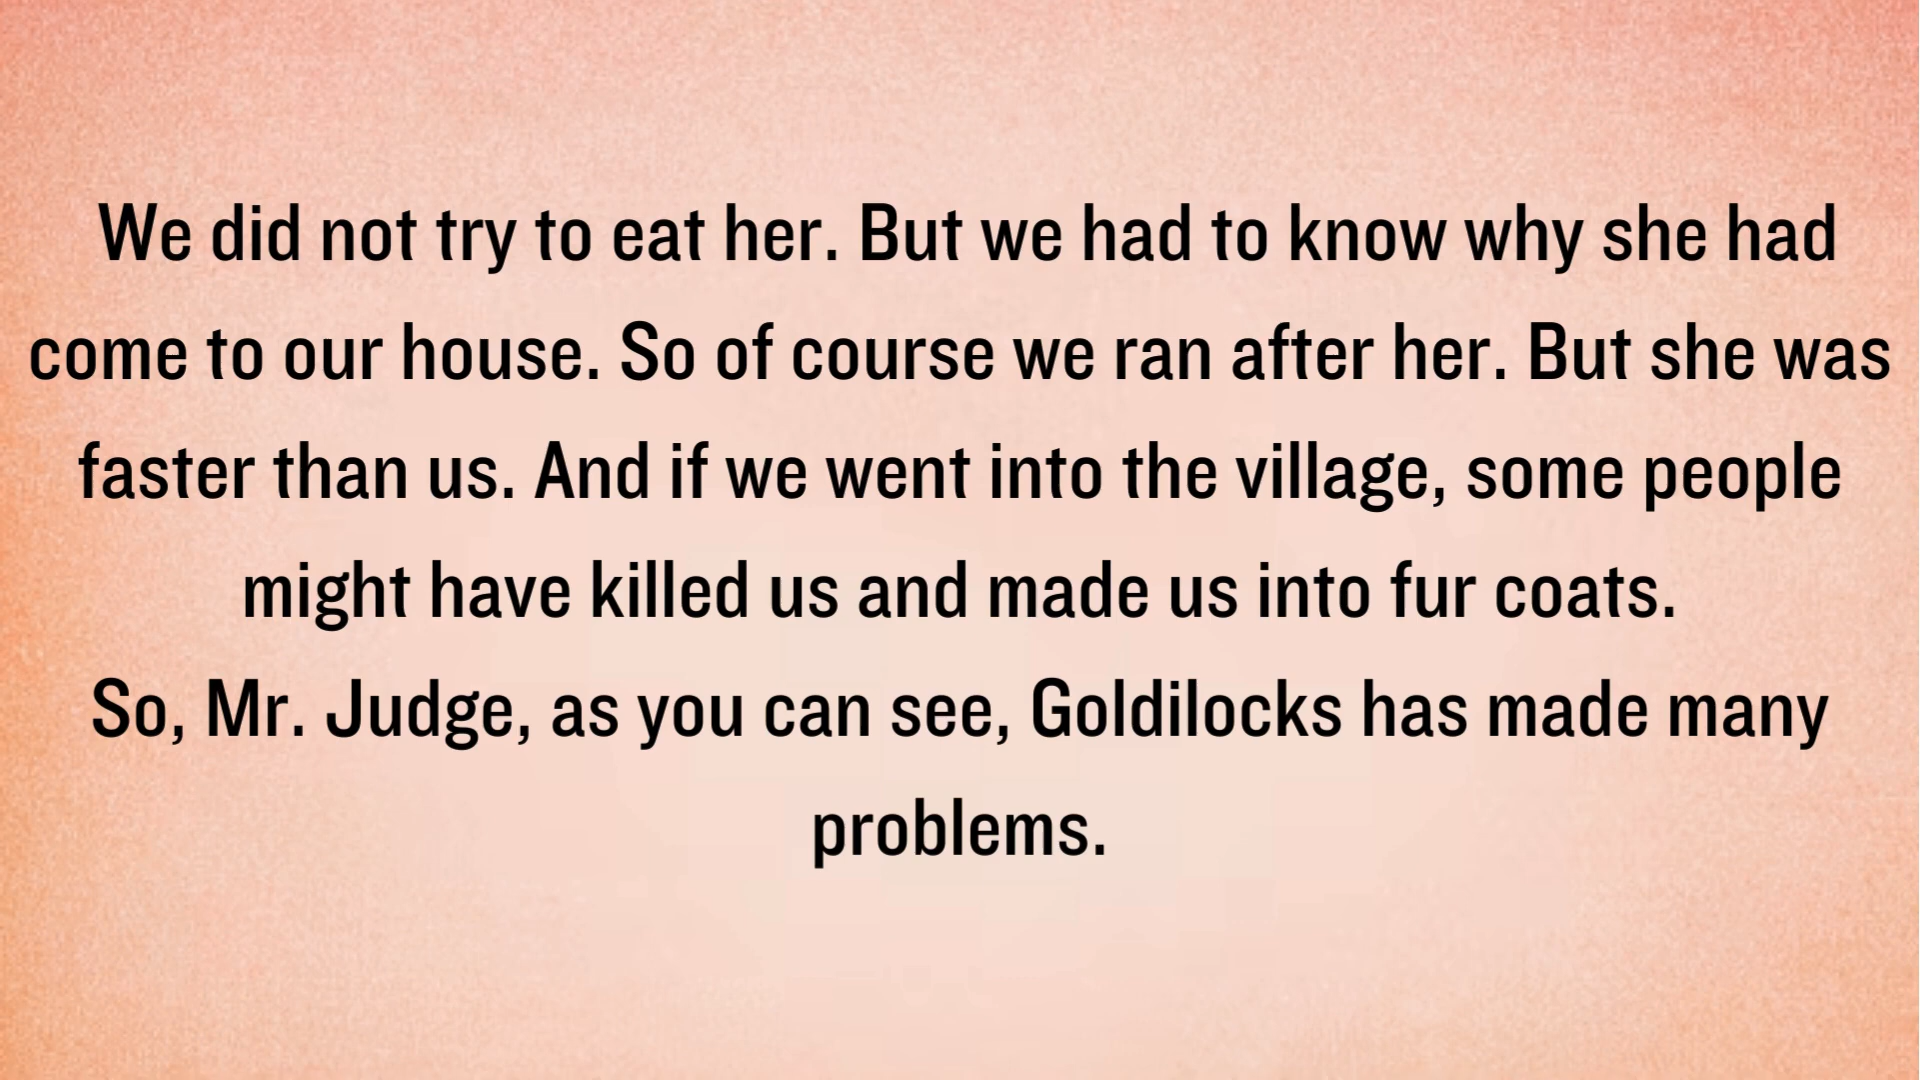 We did not try to eat her. But we had to know why she had
come to our house. So of course we ran after her. But she was
faster than us. And if we went into the village, some people
might have killed us and made us into fur coats.
So, Mr. Judge, as you can see, Goldilocks has made many
problems.